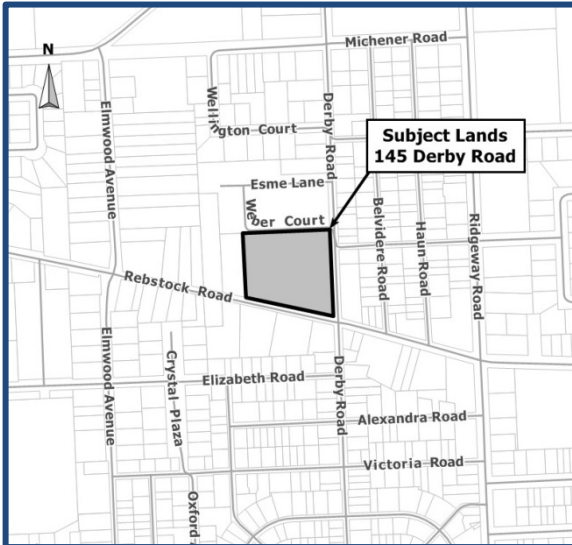 Michener Road
N
Elmwood Avenue
Wellington Court
Derby Road
Subject Lands
145 Derby Road
Esme Lane
Weber Court
Belvidere Road
Haun Road
Ridgeway Road
Rebstock Road
Elmwood Avenue
Crystal Plaza
Elizabeth Road
Derby Road
Alexandra Road
Victoria Road
Oxford